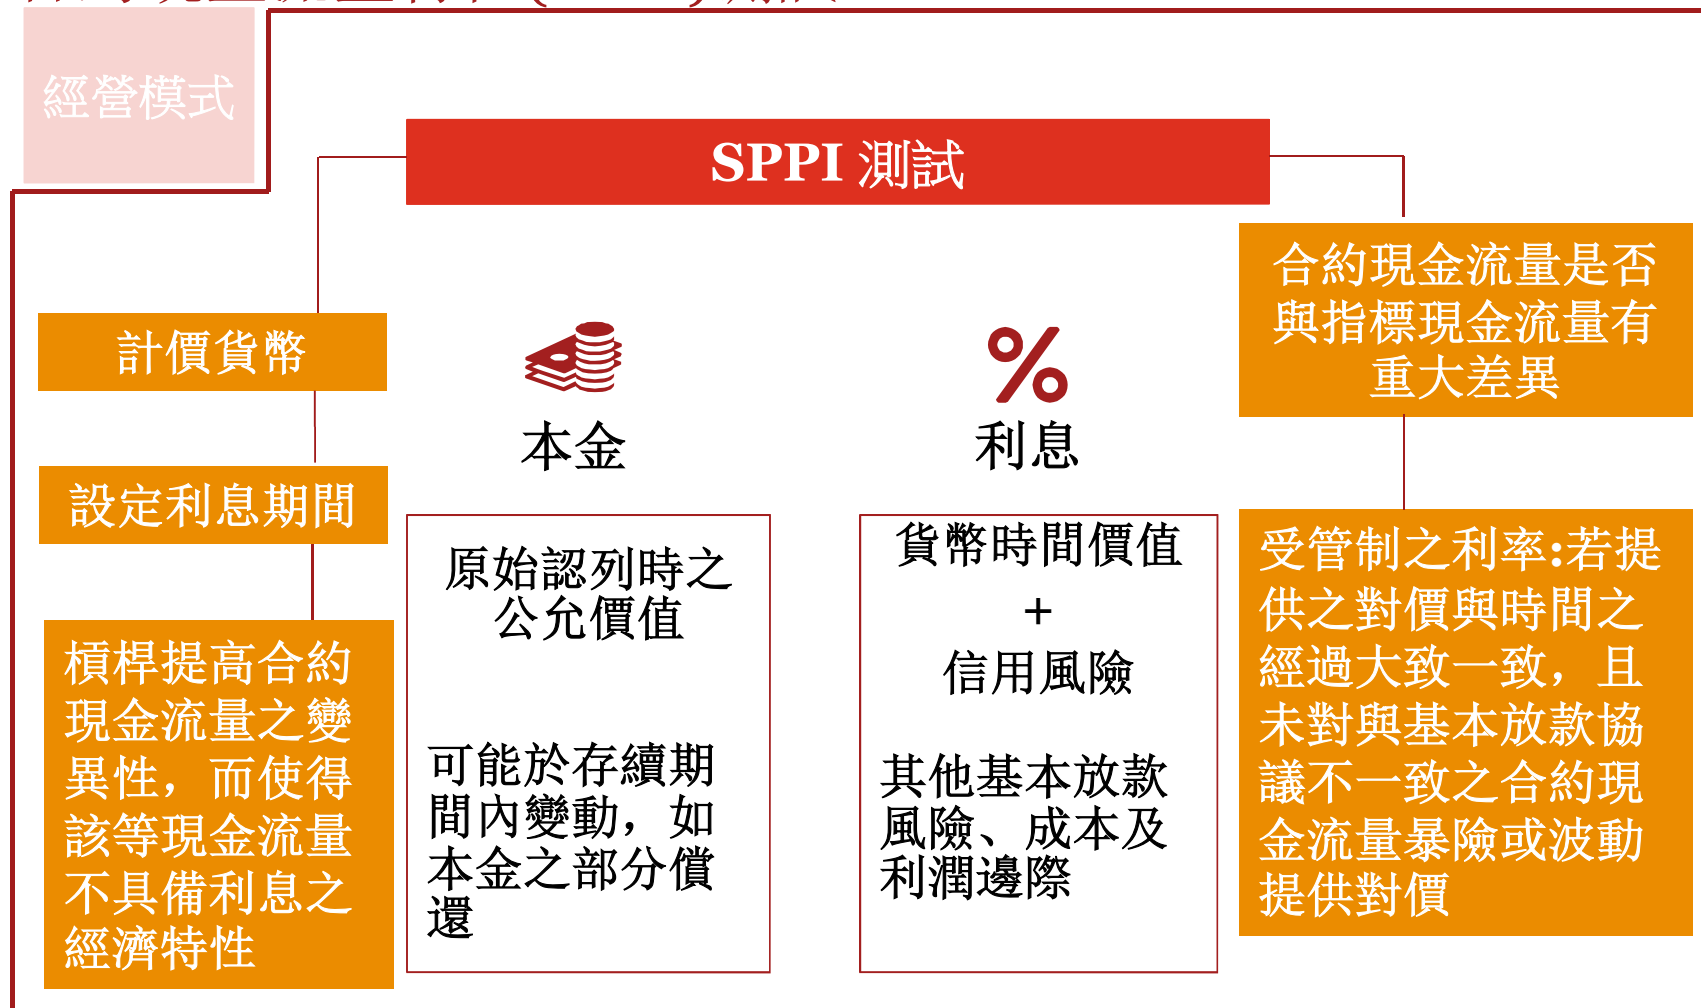 經營模式
SPPI 測試
計價貨幣
設定利息期間
槓桿提高合約
現金流量之變
異性，而使得
該等現金流量
不具備利息之
經濟特性
本金
原始認列時之
公允價值
可能於存續期
間內變動，如
本金之部分償
還
利息
貨幣時間價值
+
信用風險
其他基本放款
風險、成本及
利潤邊際
合約現金流量是否
與指標現金流量有
重大差異
受管制之利率:若提
供之對價與時間之
經過大致一致，且
未對與基本放款協
議不一致之合約現
金流量暴險或波動
提供對價